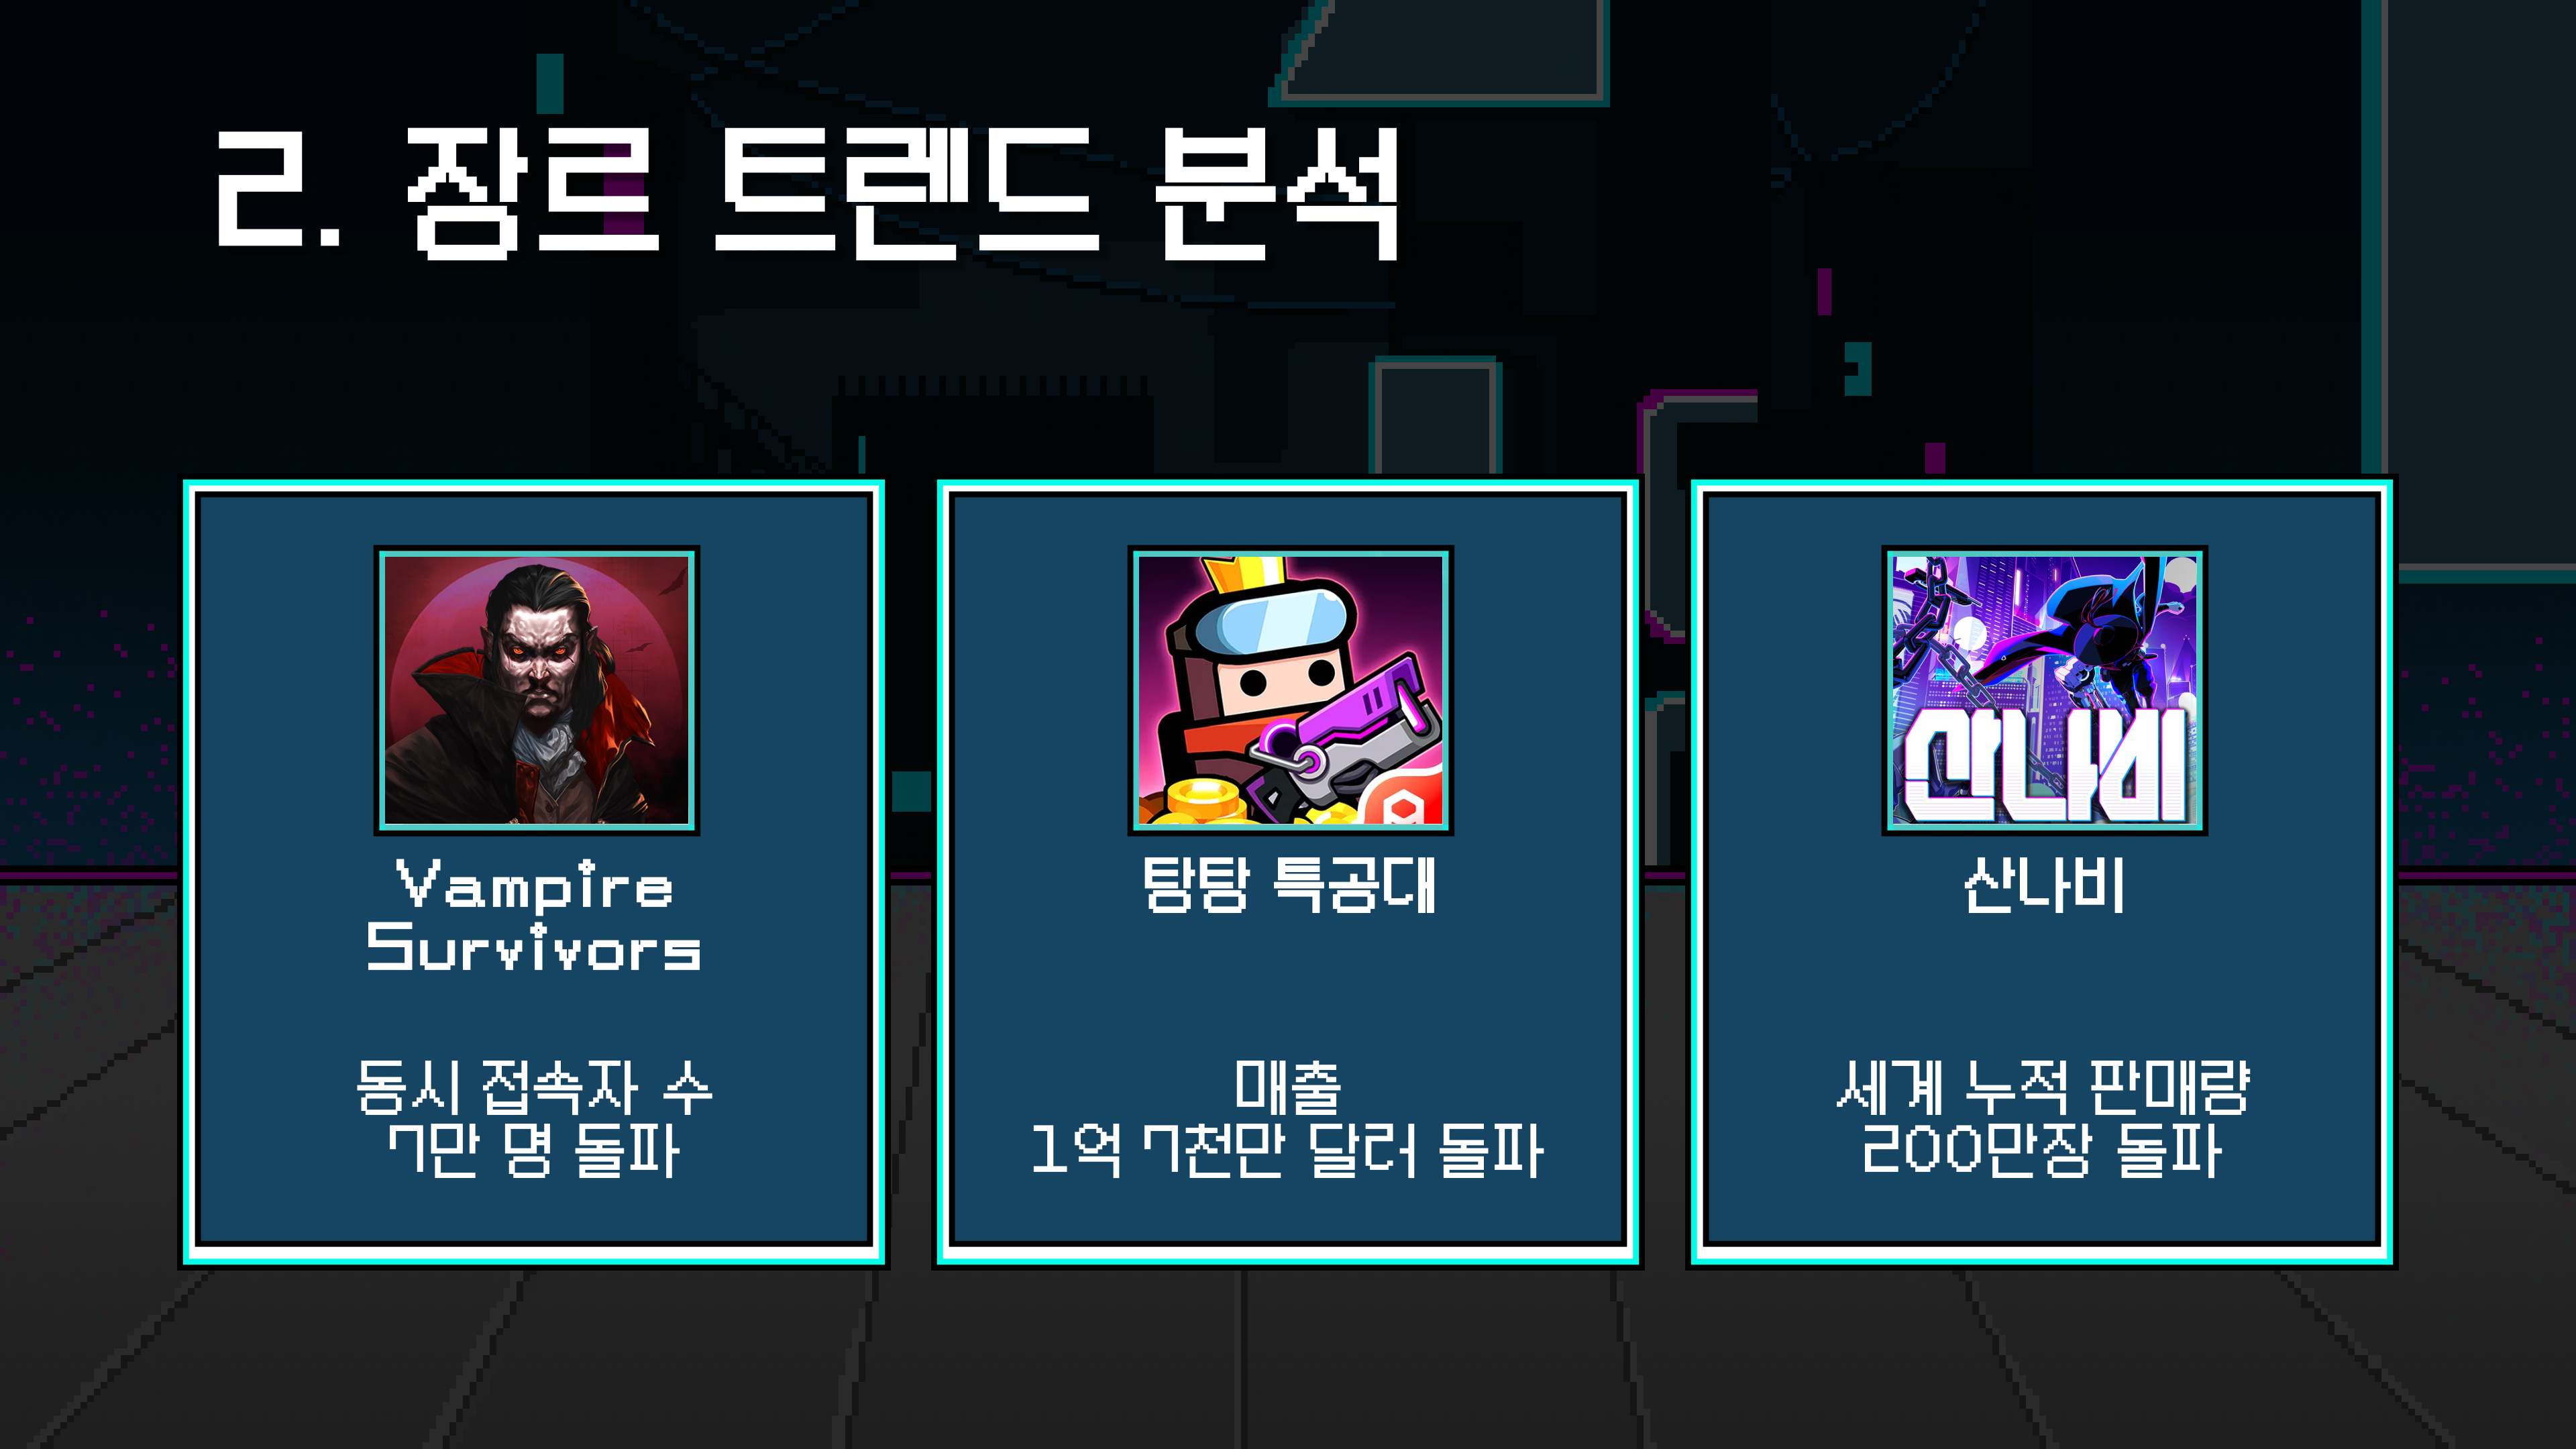 2. 장르 트렌드 분석
산나비
Vampire
Survivors
동시 접속자 수
7만 명 돌파
탕탕 특공대
매출
1억 7천만 달러 돌파
산나비
세계 누적 판매량
200만장 돌파